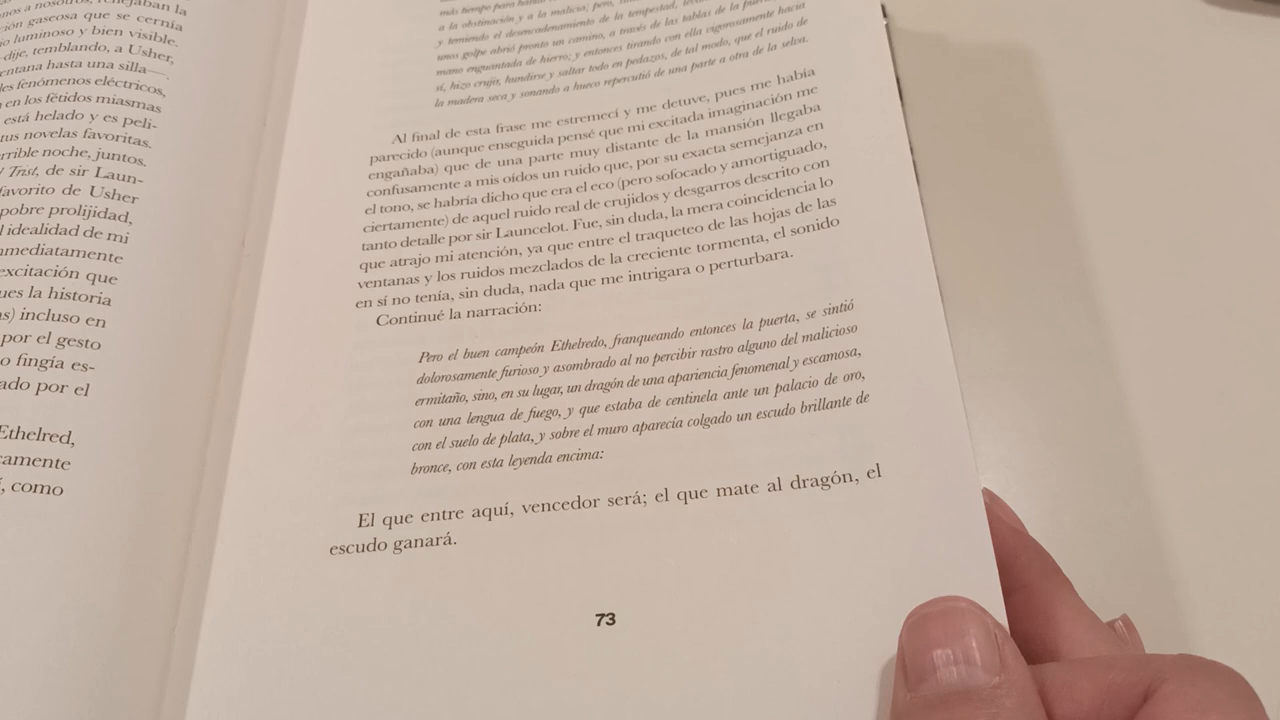 nos a nosotros, reflejaban la
ción gaseosa que se cernía
o luminoso y bien visible.
dije, temblando, a Usher,
entana hasta una silla—.
les fenómenos eléctricos,
en los fétidos miasmas
está helado y es peli-
tus novelas favoritas.
rrible noche, juntos.
Trist, de sir Laun-
favorito de Usher
pobre prolijidad,
l idealidad de mi
nmediatamente
excitación que
ues la historia
as) incluso en
por el gesto
o fingía es-
ado por el
Ethelred,
camente
í, como
más tiempo para
a la obstinación y a la malicia; pero,
y temiendo el desencadenamiento de la tempestad,
unos golpe abrió pronto un camino, a través de las tablas de la
mano enguantada de hierro; y entonces tirando con ella vigorosamente hacia
sí, hizo crujir, hundirse y saltar todo en pedazos, de tal modo, que el ruido de
la madera seca y sonando a hueco repercutió de una parte a otra de la selva.
Al final de esta frase me estremecí y me detuve, pues me había
parecido (aunque enseguida pensé que mi excitada imaginación me
engañaba) que de una parte muy distante de la mansión llegaba
confusamente a mis oídos un ruido que, por su exacta semejanza en
el tono, se habría dicho que era el eco (pero sofocado y amortiguado,
ciertamente) de aquel ruido real de crujidos y desgarros descrito con
tanto detalle por sir Launcelot. Fue, sin duda, la mera coincidencia lo
que atrajo mi atención, ya que entre el traqueteo de las hojas de las
ventanas y los ruidos mezclados de la creciente tormenta, el sonido
en sí no tenía, sin duda, nada que me intrigara o perturbara.
Continué la narración:
Pero el buen campeón Ethelredo, franqueando entonces la puerta, se sintió
dolorosamente furioso y asombrado al no percibir rastro alguno del malicioso
ermitaño, sino, en su lugar, un dragón de una apariencia fenomenal y escamosa,
con una lengua de fuego, y que estaba de centinela ante un palacio de oro,
con el suelo de plata, y sobre el muro aparecía colgado un escudo brillante de
bronce, con esta leyenda encima:
El que entre aquí, vencedor será; el que mate al dragón, el
escudo ganará.
73